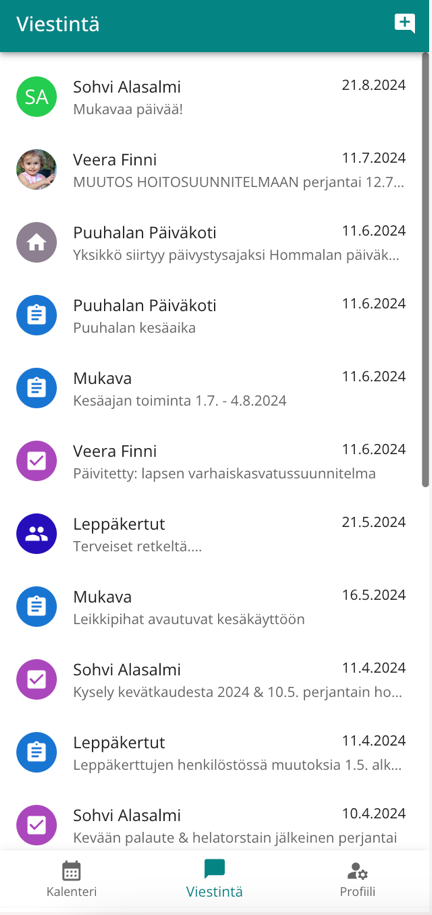 Viestintä
SA
Sohvi Alasalmi 21.8.2024
Mukavaa päivää!
Veera Finni 11.7.2024
MUUTOS HOITOSUUNNITELMAAN perjantai 12.7...
Puuhalan Päiväkoti 11.6.2024
Yksikkö siirtyy päivystysajaksi Hommalan päiväk...
Puuhalan Päiväkoti 11.6.2024
Puuhalan kesäaika
Mukava 11.6.2024
Kesäajan toiminta 1.7. - 4.8.2024
Veera Finni 11.6.2024
Päivitetty: lapsen varhaiskasvatussuunnitelma
Leppäkertut 21.5.2024
Terveiset retkeltä....
Mukava 16.5.2024
Leikkipihat avautuvat kesäkäyttöön
Sohvi Alasalmi 11.4.2024
Kysely kevätkaudesta 2024 & 10.5. perjantain ho...
Leppäkertut 11.4.2024
Leppäkerttujen henkilöstössä muutoksia 1.5. alk...
Sohvi Alasalmi 10.4.2024
Kevään palaute & helatorstain jälkeinen perjantai
Kalenteri Viestintä Profiili